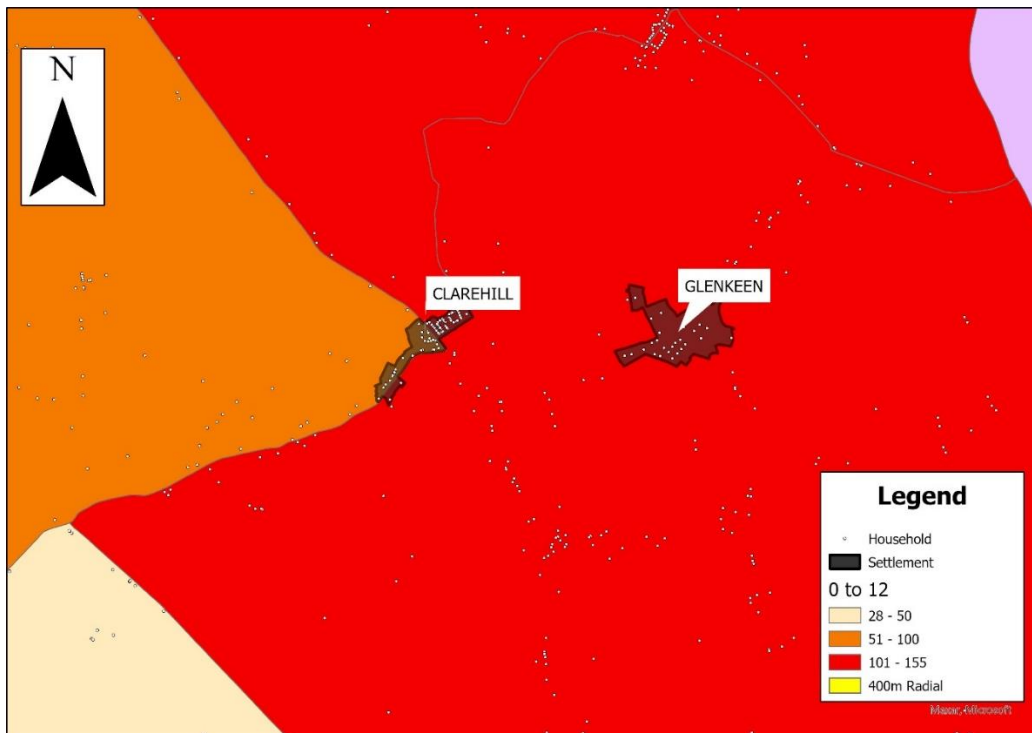 N
CLAREHILL
GLENKEEN
Legend
Household
Settlement
0 to 12
28 - 50
51 - 100
101 - 155
400m Radial
Maxar, Microsoft